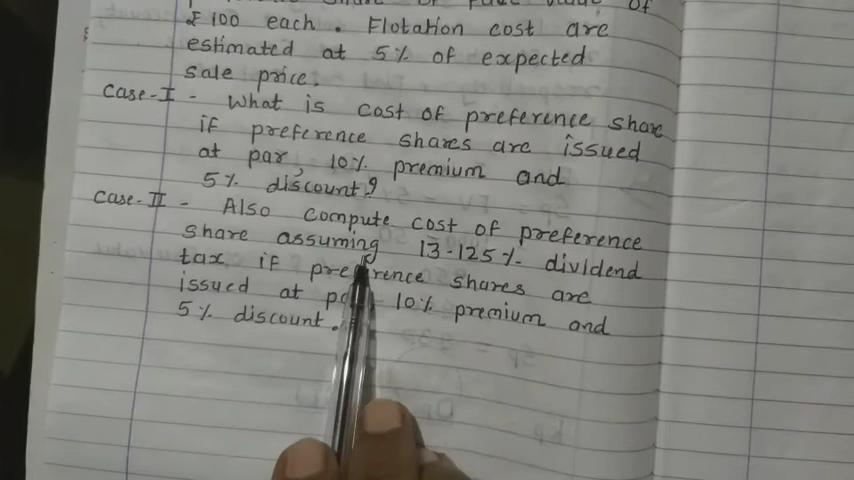 of
₹100 each. Flotation cost are
estimated at 5% of expected
sale price.
Case-I - What is cost of preference share
if preference shares are issued
at par, 10% premium and
5% discount?
Case-II - Also compute cost of preference
share assuming 13.125% dividend
tax if preference shares are
issued at 10% premium and
5% discount.